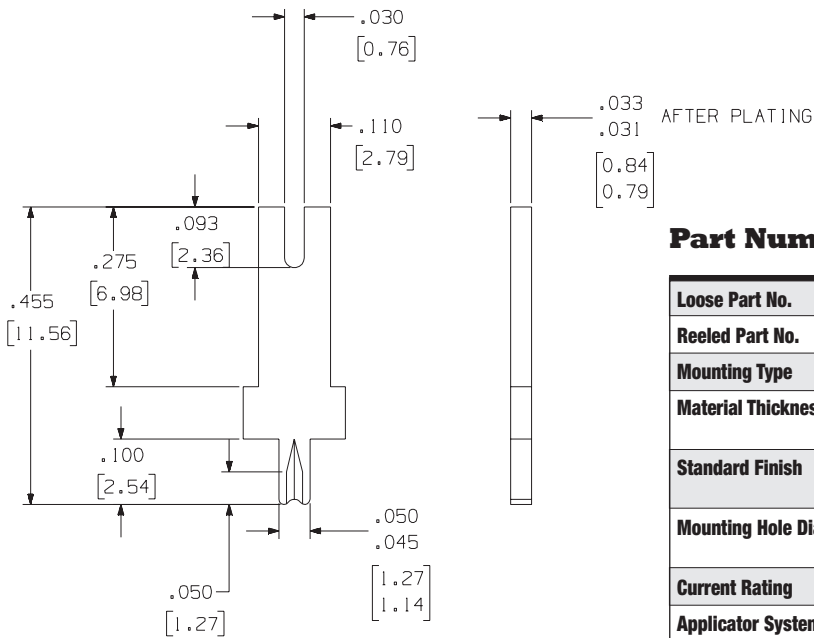 .030
[0.76]
.110
[2.79]
.033
.031
AFTER PLATING
[0.84
0.79]
.093
[2.36]
.275
[6.98]
.455
[11.56]
.100
[2.54]
.050
.045
[1.27
1.14]
.050
[1.27]
Part Num
Loose Part No.
Reeled Part No.
Mounting Type
Material Thicknes
Standard Finish
Mounting Hole Dia
Current Rating
Applicator System